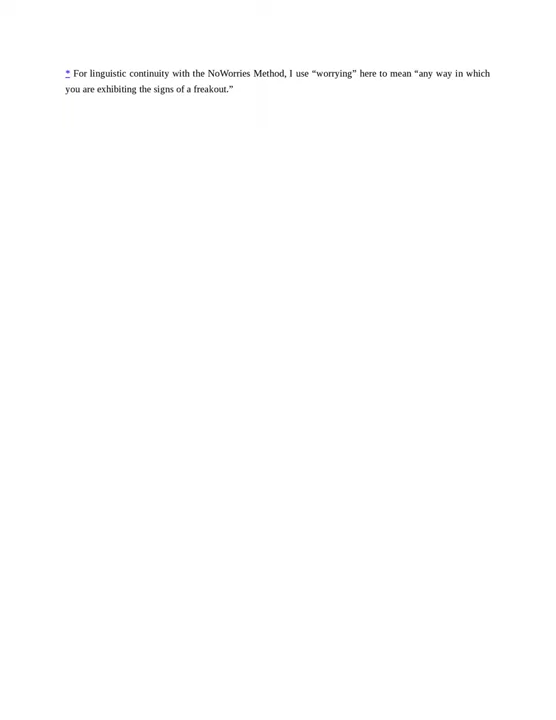 * For linguistic continuity with the NoWorries Method, I use “worrying” here to mean “any way in which
you are exhibiting the signs of a freakout.”